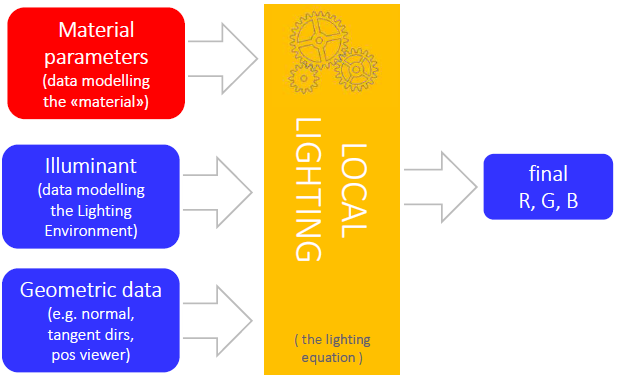 Material
parameters
(data modelling
the «material»)
Illuminant
(data modelling
the Lighting
Environment)
Geometric data
(e.g. normal,
tangent dirs,
pos viewer)
LOCAL
LIGHTING
( the lighting
equation )
final
R, G, B